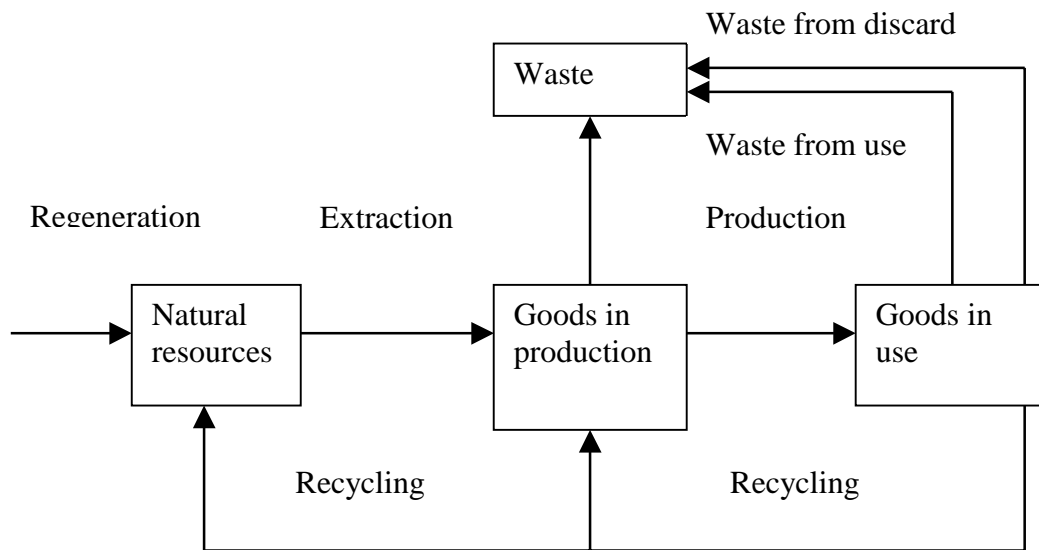 Waste from discard
Waste
Waste from use
Regeneration
Extraction
Production
Natural
resources
Goods in
production
Goods in
use
Recycling
Recycling